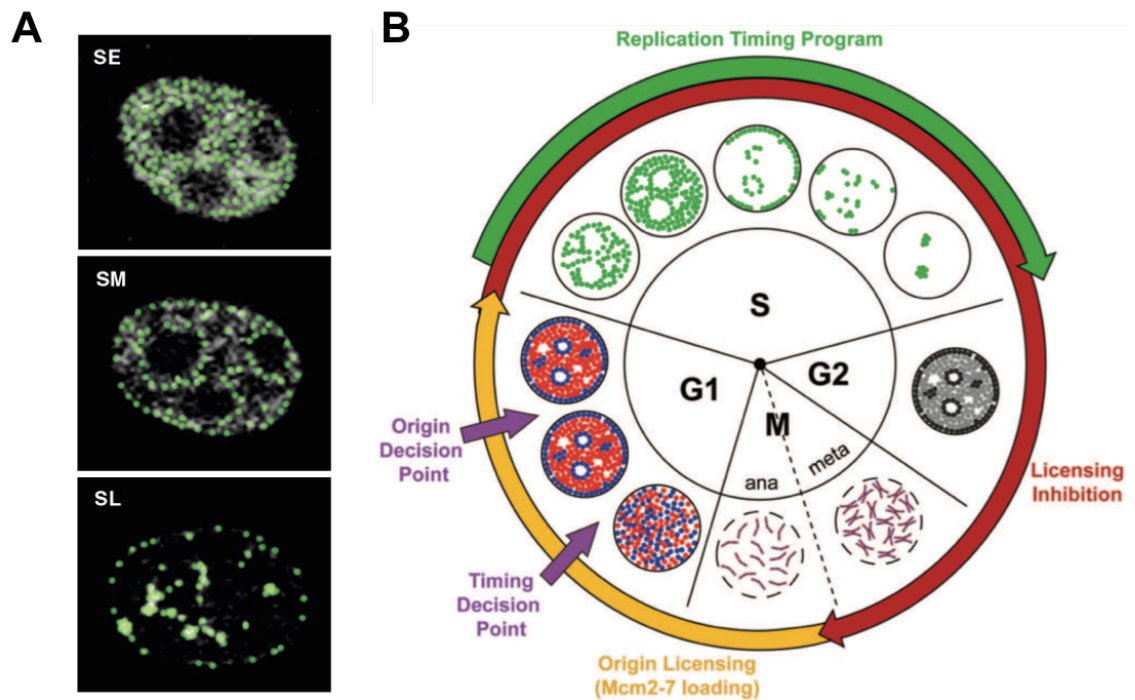 A
SE
SM
SL
B
Replication Timing Program
S
G1
G2
M
ana
meta
Origin
Decision
Point
Timing
Decision
Point
Licensing
Inhibition
Origin Licensing
(Mcm2-7 loading)